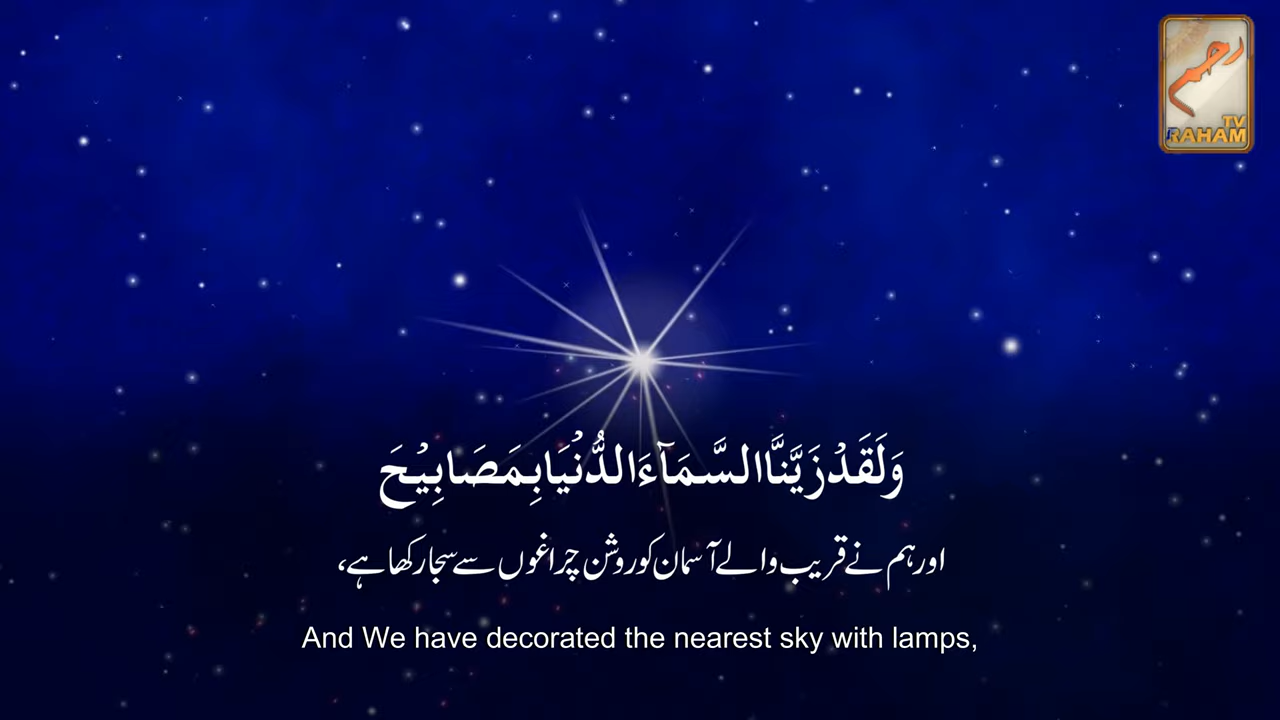 رحم
TV
RAHAM
وَلَقَدْ زَيَّنَّا السَّمَآءَ الدُّنْيَا بِمَصَابِيْحَ
اور ہم نے قریب والے آسمان کو روشن چراغوں سے سجا رکھا ہے،
And We have decorated the nearest sky with lamps,